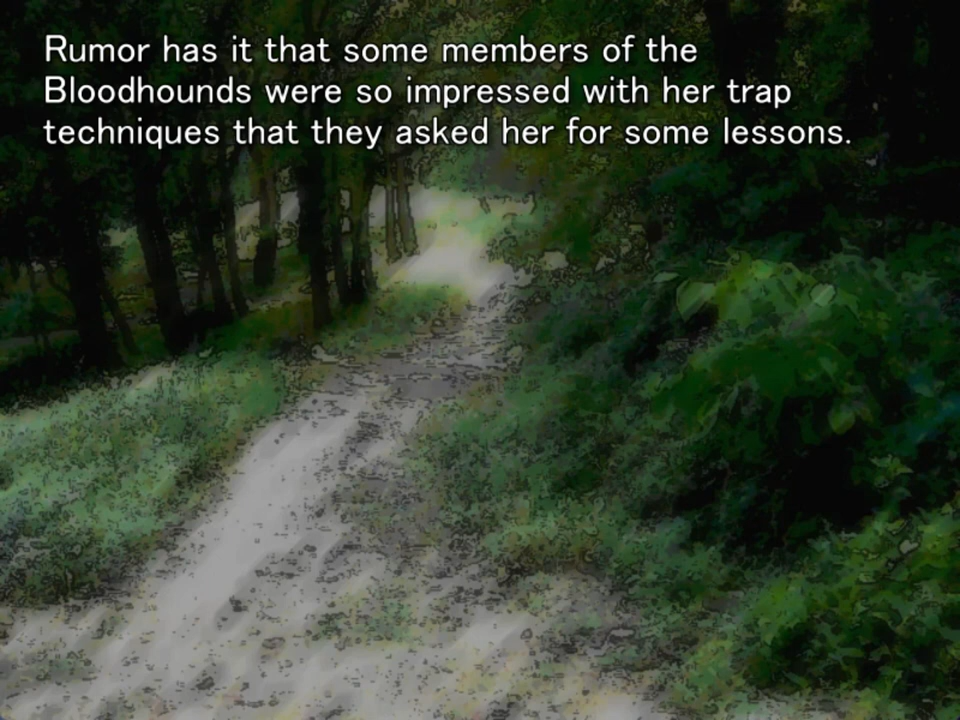 Rumor has it that some members of the
Bloodhounds were so impressed with her trap
techniques that they asked her for some lessons.